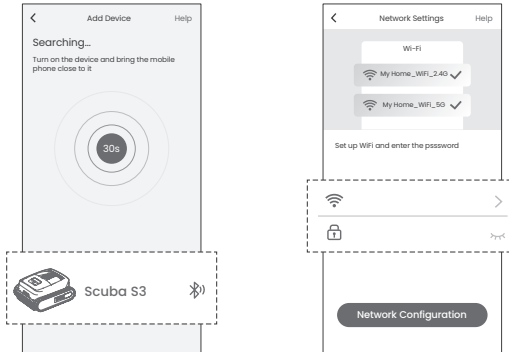 Add Device
Help
Searching...
Turn on the device and bring the mobile
phone close to it
30s
Scuba S3
Network Settings
Help
Wi-Fi
My Home_WiFi_2.4G
My Home_WiFi_5G
Set up WiFi and enter the psssword
Network Configuration